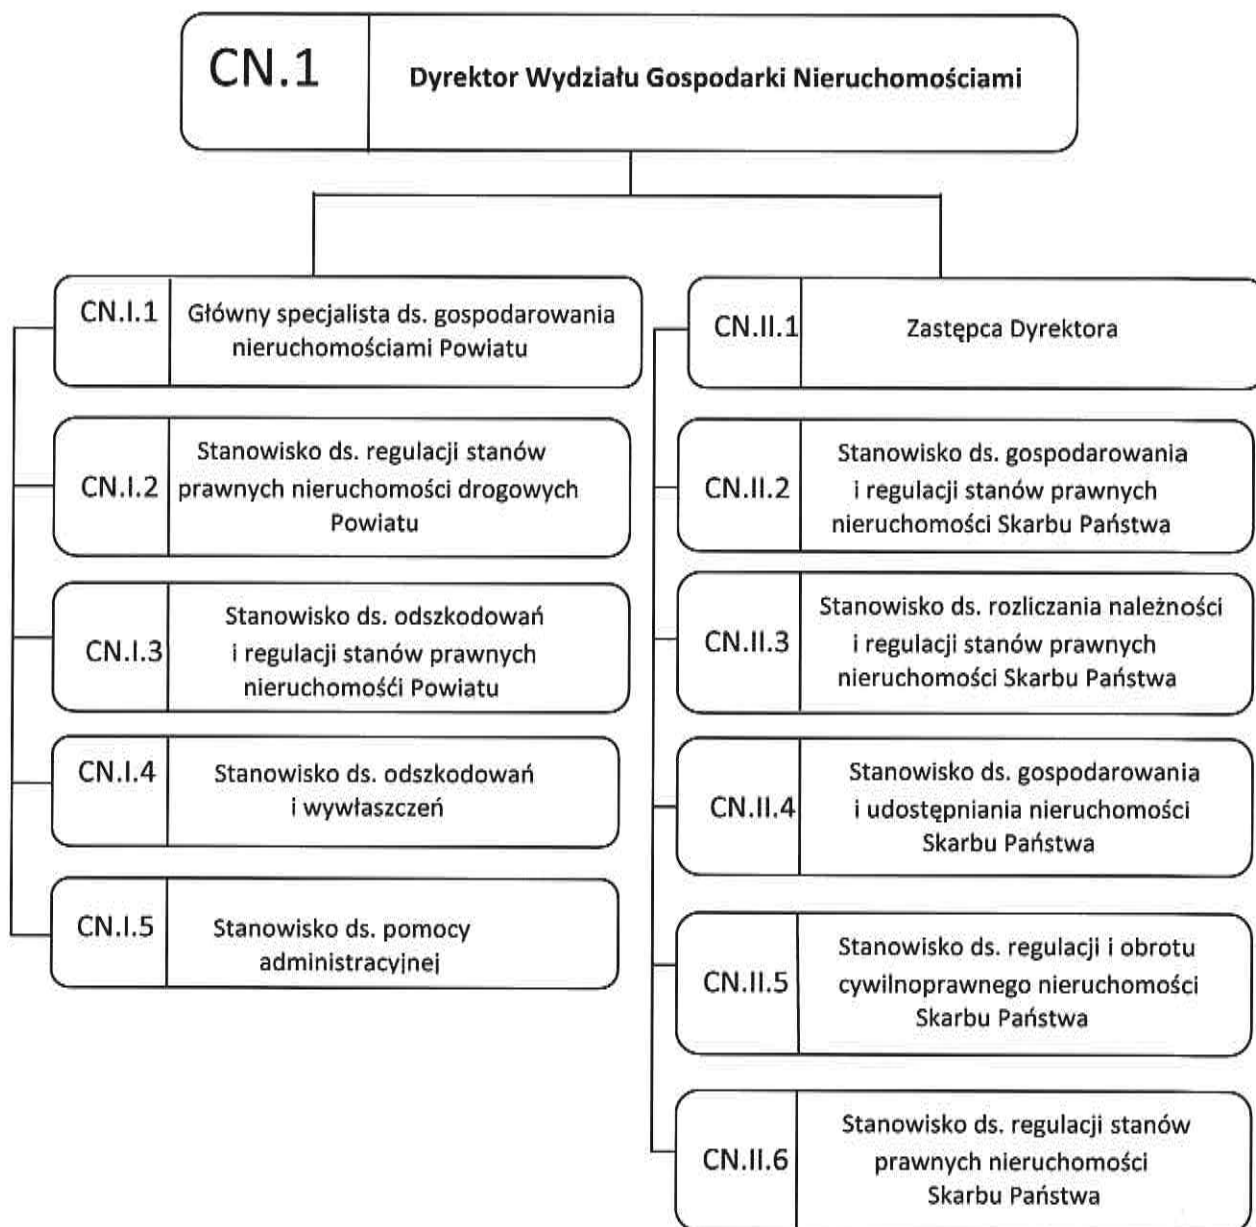 CN.1
Dyrektor Wydziału Gospodarki Nieruchomościami
CN.I.1
Główny specjalista ds. gospodarowania
nieruchomościami Powiatu
CN.I.2
Stanowisko ds. regulacji stanów
prawnych nieruchomości drogowych
Powiatu
CN.I.3
Stanowisko ds. odszkodowań
i regulacji stanów prawnych
nieruchomośći Powiatu
CN.I.4
Stanowisko ds. odszkodowań
i wywłaszczeń
CN.I.5
Stanowisko ds. pomocy
administracyjnej
CN.II.1
Zastępca Dyrektora
CN.II.2
Stanowisko ds. gospodarowania
i regulacji stanów prawnych
nieruchomości Skarbu Państwa
CN.II.3
Stanowisko ds. rozliczania należności
i regulacji stanów prawnych
nieruchomości Skarbu Państwa
CN.II.4
Stanowisko ds. gospodarowania
i udostępniania nieruchomości
Skarbu Państwa
CN.II.5
Stanowisko ds. regulacji i obrotu
cywilnoprawnego nieruchomości
Skarbu Państwa
CN.II.6
Stanowisko ds. regulacji stanów
prawnych nieruchomości
Skarbu Państwa